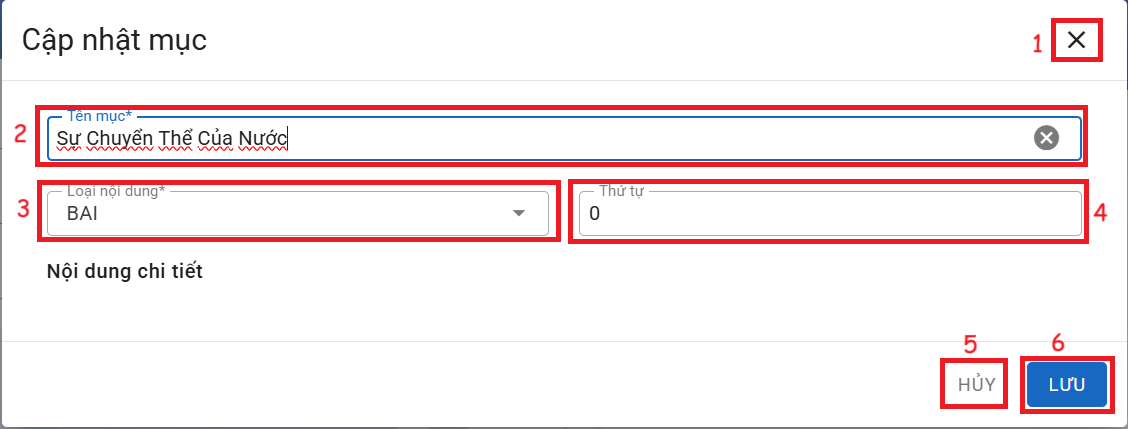 Cập nhật mục
1
Tên mục*
2 Sự Chuyển Thể Của Nước
Loại nội dung* Thứ tự
3 BAI 0 4
Nội dung chi tiết
5 6
HỦY LƯU